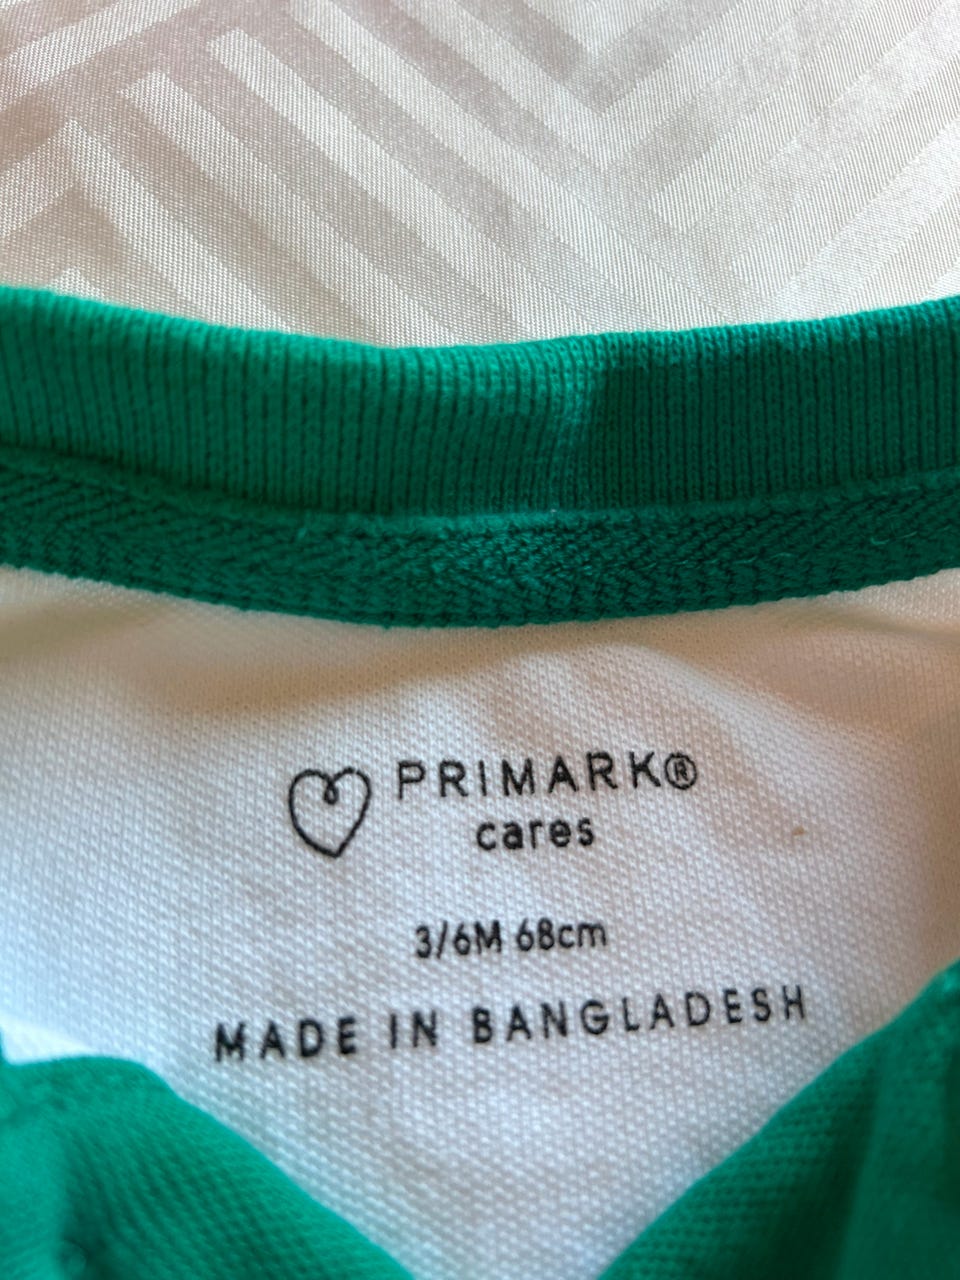 PRIMARK®
cares
3/6M 68cm
MADE IN BANGLADESH